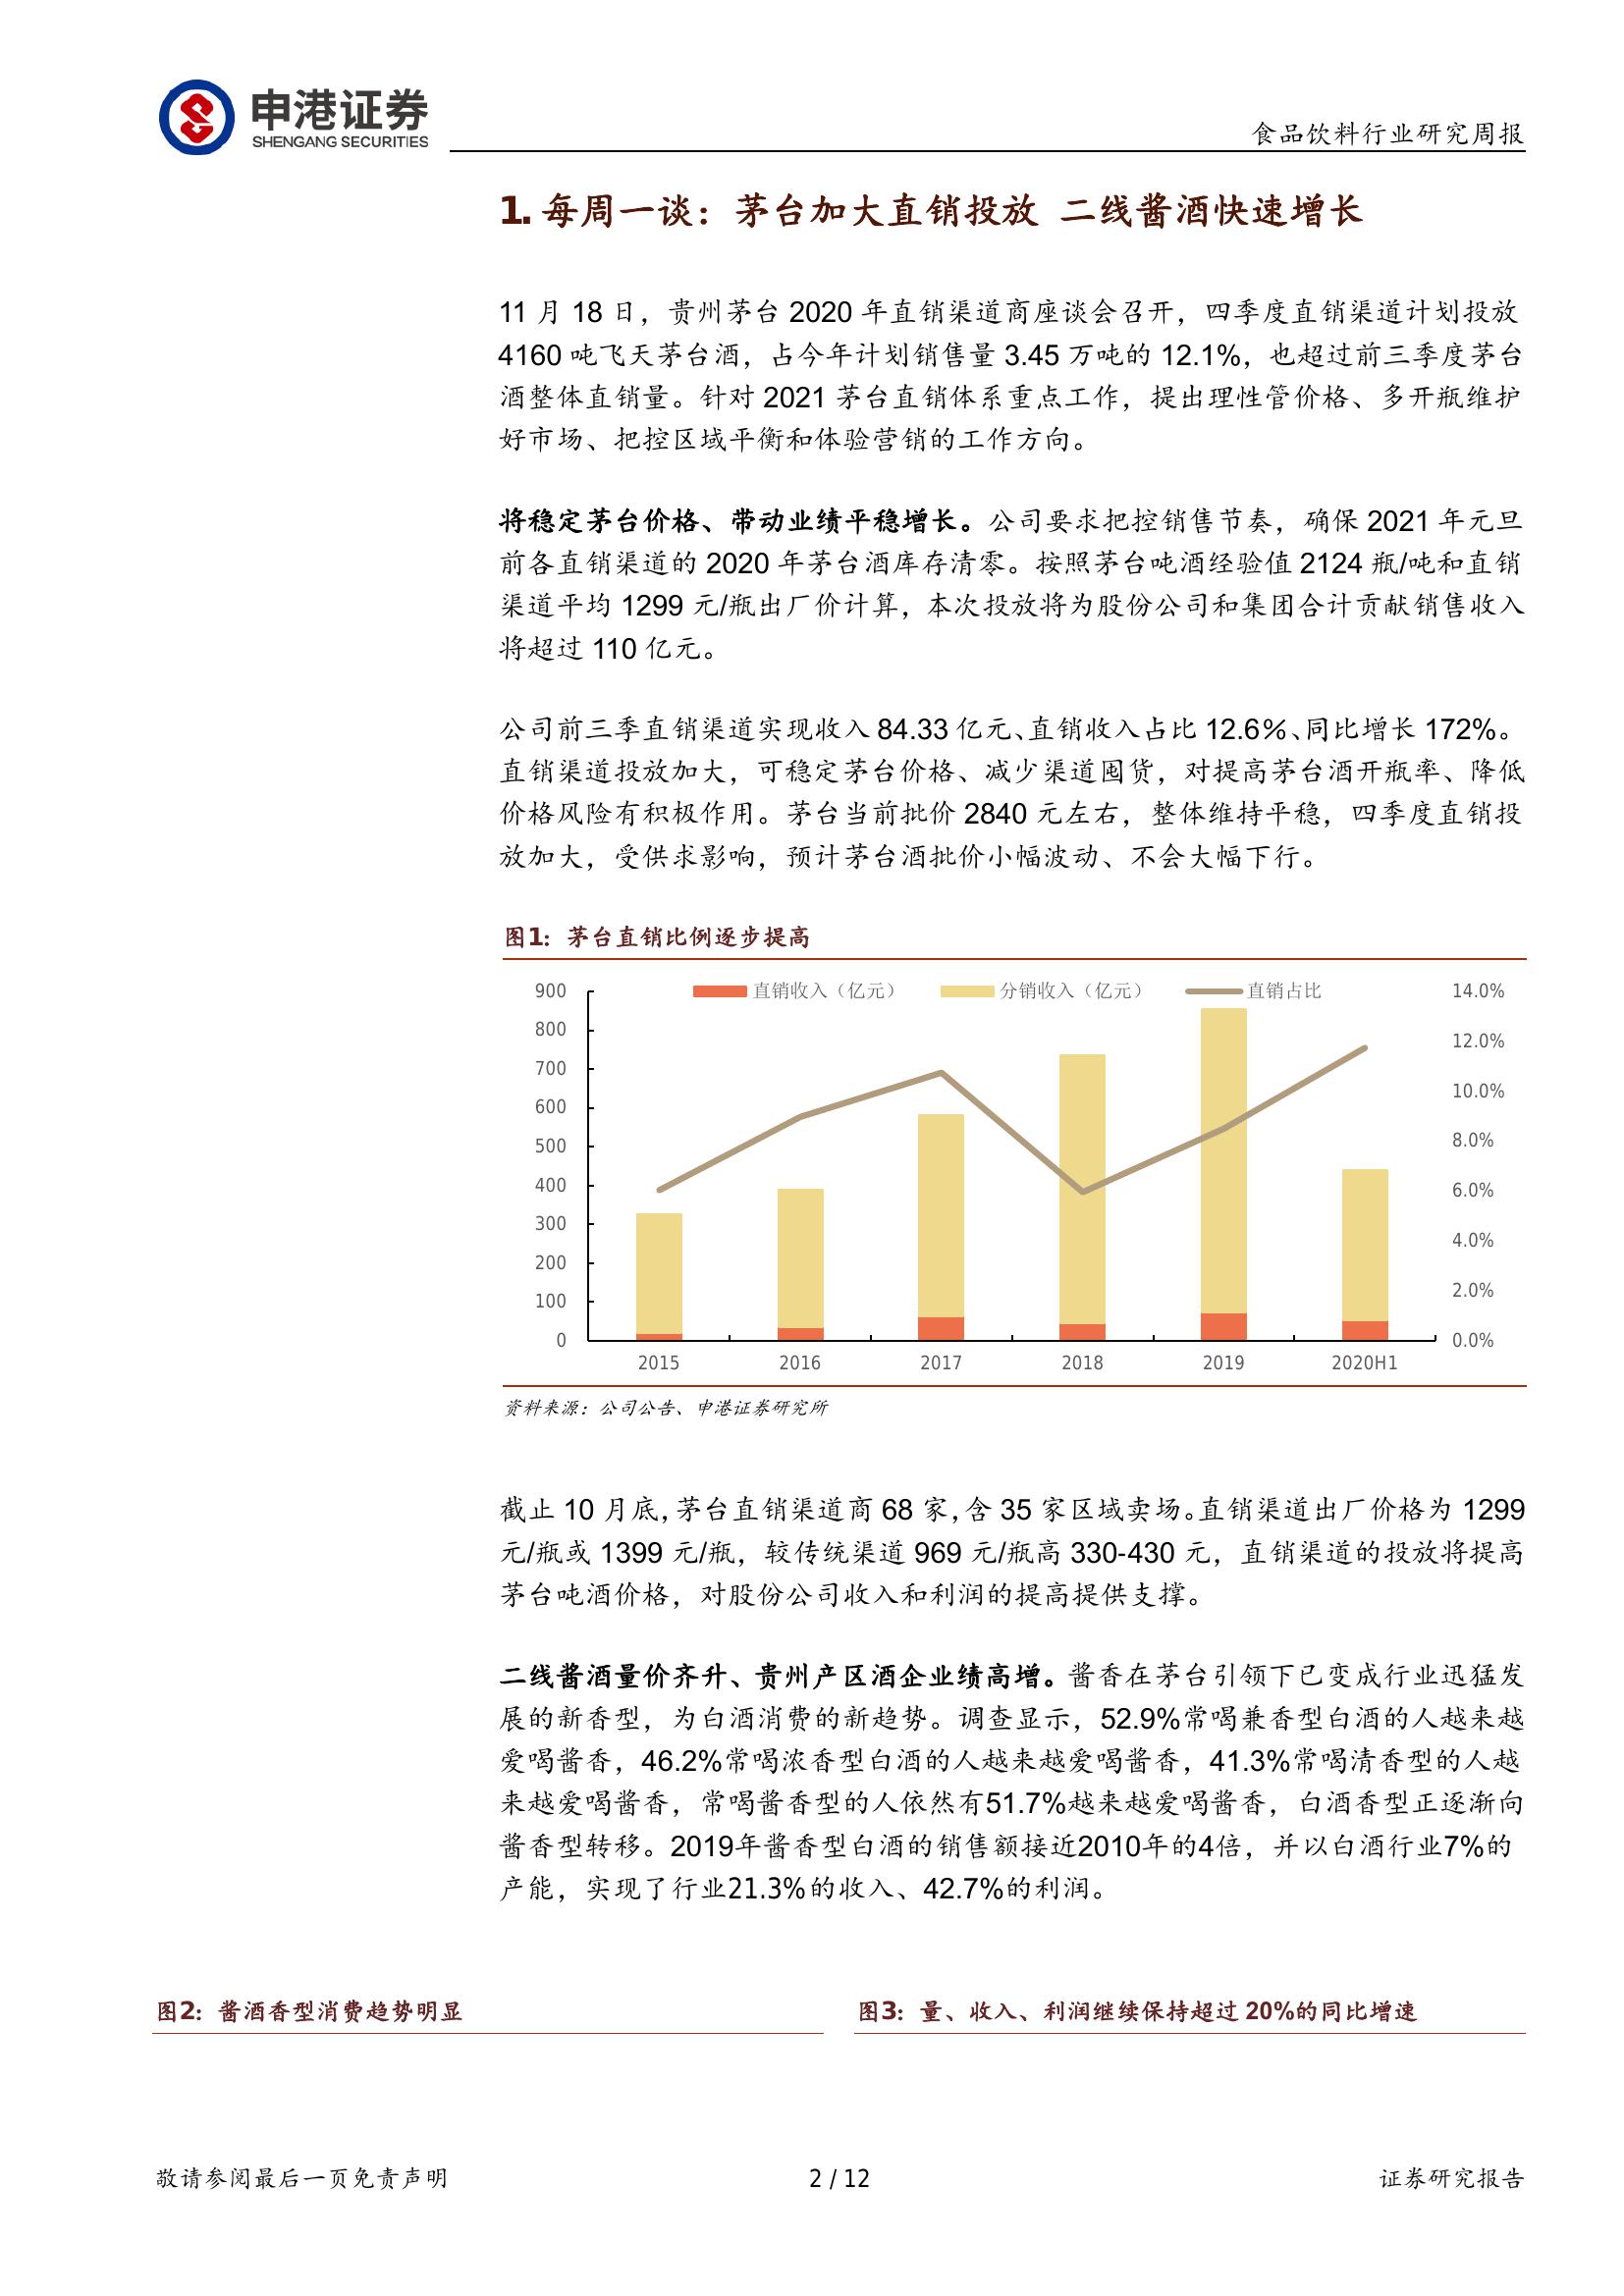 申港证券
SHENGANG SECURITIES
食品饮料行业研究周报
1. 每周一谈：茅台加大直销投放 二线酱酒快速增长
11 月 18 日，贵州茅台 2020 年直销渠道商座谈会召开，四季度直销渠道计划投放
4160 吨飞天茅台酒，占今年计划销售量 3.45 万吨的 12.1%，也超过前三季度茅台
酒整体直销量。针对 2021 茅台直销体系重点工作，提出理性管价格、多开瓶维护
好市场、把控区域平衡和体验营销的工作方向。
将稳定茅台价格、带动业绩平稳增长。公司要求把控销售节奏，确保 2021 年元旦
前各直销渠道的 2020 年茅台酒库存清零。按照茅台吨酒经验值 2124 瓶/吨和直销
渠道平均 1299 元/瓶出厂价计算，本次投放将为股份公司和集团合计贡献销售收入
将超过 110 亿元。
公司前三季直销渠道实现收入 84.33 亿元、直销收入占比 12.6%、同比增长 172%。
直销渠道投放加大，可稳定茅台价格、减少渠道囤货，对提高茅台酒开瓶率、降低
价格风险有积极作用。茅台当前批价 2840 元左右，整体维持平稳，四季度直销投
放加大，受供求影响，预计茅台酒批价小幅波动、不会大幅下行。
图1：茅台直销比例逐步提高
直销收入（亿元） 分销收入（亿元） 直销占比
900 14.0%
800 12.0%
700 10.0%
600 8.0%
500 6.0%
400 4.0%
300 2.0%
200 0.0%
100
0
2015 2016 2017 2018 2019 2020H1
资料来源：公司公告、申港证券研究所
截止 10 月底，茅台直销渠道商 68 家，含 35 家区域卖场。直销渠道出厂价格为 1299
元/瓶或 1399 元/瓶，较传统渠道 969 元/瓶高 330-430 元，直销渠道的投放将提高
茅台吨酒价格，对股份公司收入和利润的提高提供支撑。
二线酱酒量价齐升、贵州产区酒企业绩高增。酱香在茅台引领下已变成行业迅猛发
展的新香型，为白酒消费的新趋势。调查显示，52.9%常喝兼香型白酒的人越来越
爱喝酱香，46.2%常喝浓香型白酒的人越来越爱喝酱香，41.3%常喝清香型的人越
来越爱喝酱香，常喝酱香型的人依然有51.7%越来越爱喝酱香，白酒香型正逐渐向
酱香型转移。2019年酱香型白酒的销售额接近2010年的4倍，并以白酒行业7%的
产能，实现了行业21.3%的收入、42.7%的利润。
图2：酱酒香型消费趋势明显
图3：量、收入、利润继续保持超过 20%的同比增速
敬请参阅最后一页免责声明 2 / 12 证券研究报告